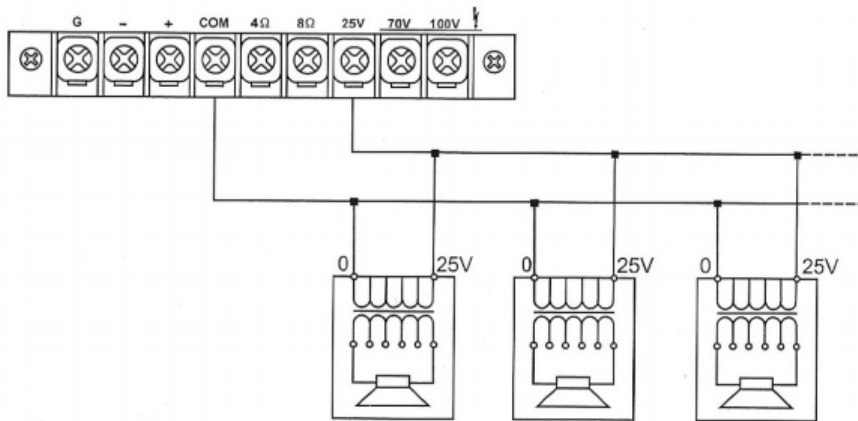 G - + COM 4Ω 8Ω 25V 70V 100V
0 25V 0 25V 0 25V